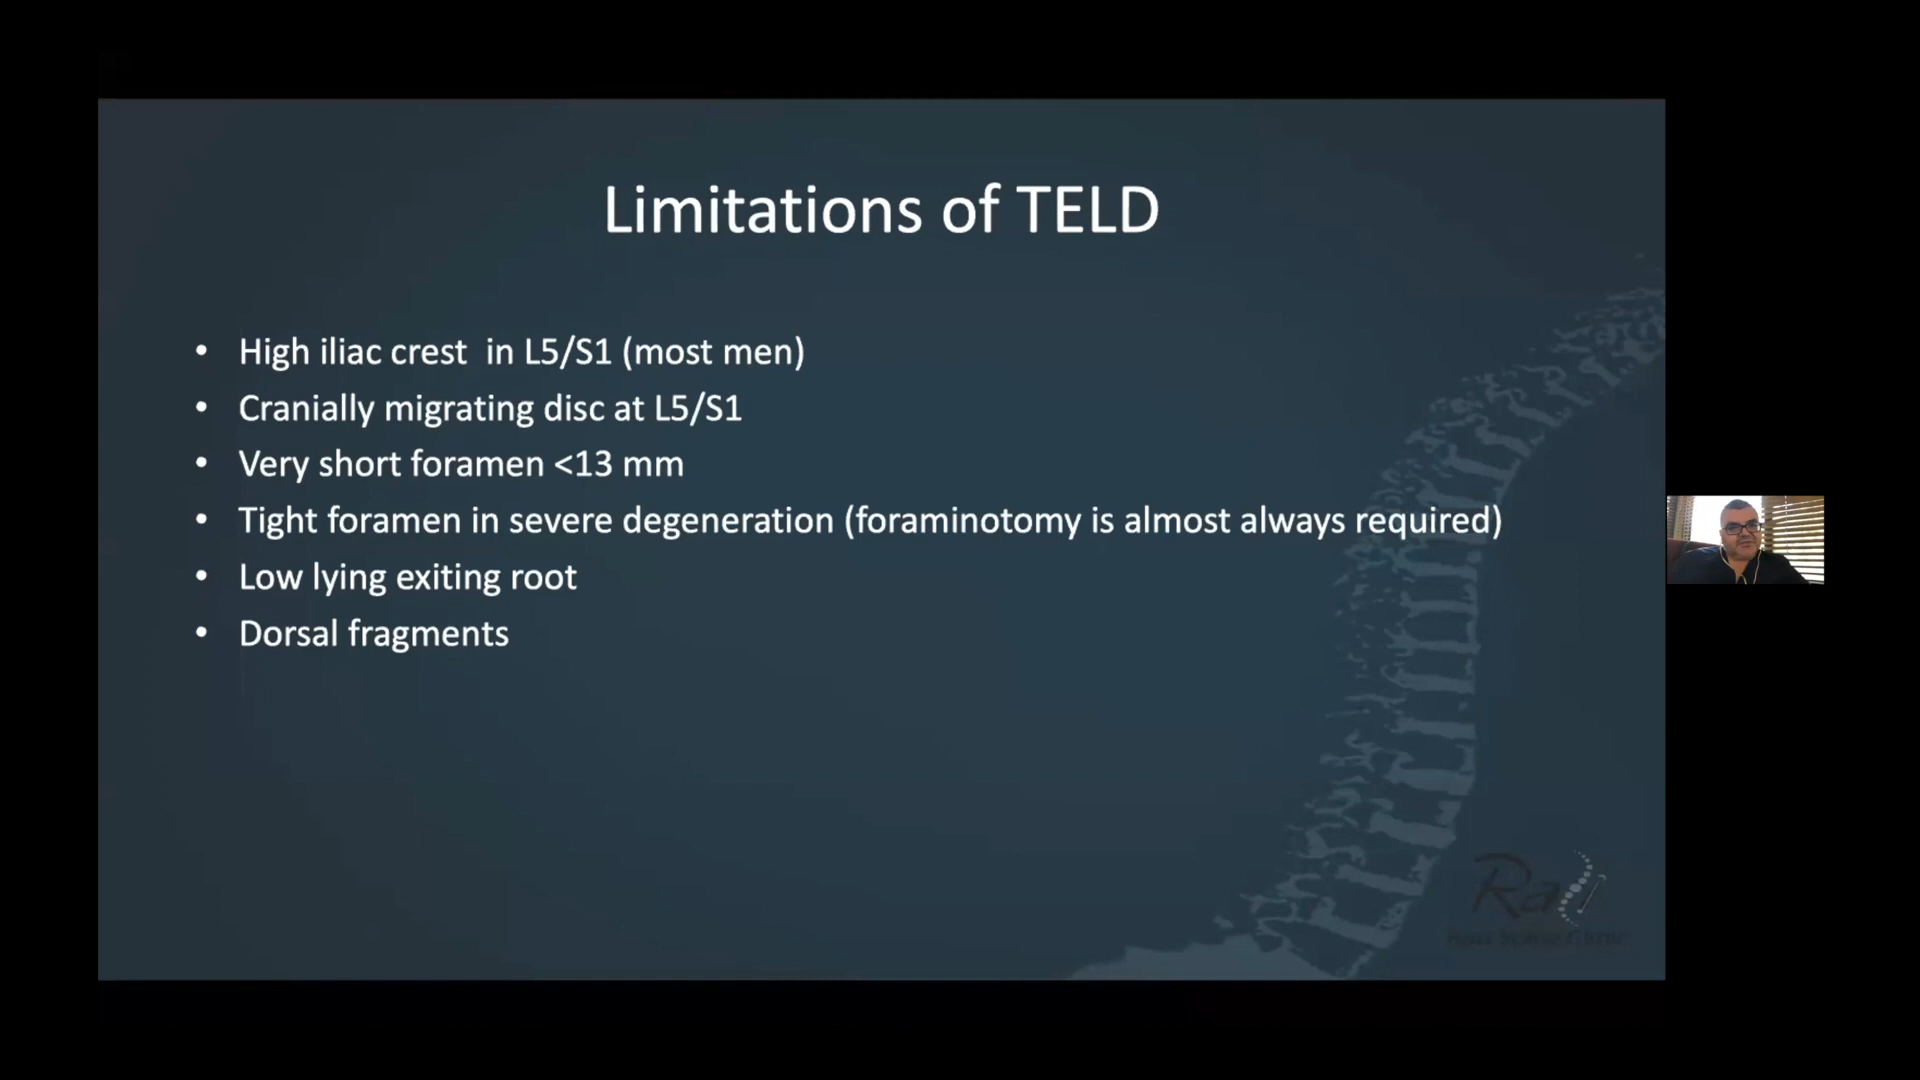 Limitations of TELD
• High iliac crest in L5/S1 (most men)
• Cranially migrating disc at L5/S1
• Very short foramen <13 mm
• Tight foramen in severe degeneration (foraminotomy is almost always required)
• Low lying exiting root
• Dorsal fragments